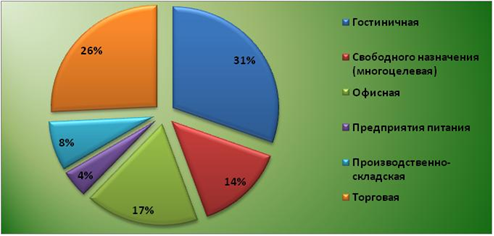 26%
31%
8%
4%
14%
17%
Гостиничная
Свободного назначения
(многоцелевая)
Офисная
Предприятия питания
Производственно-
складская
Торговая